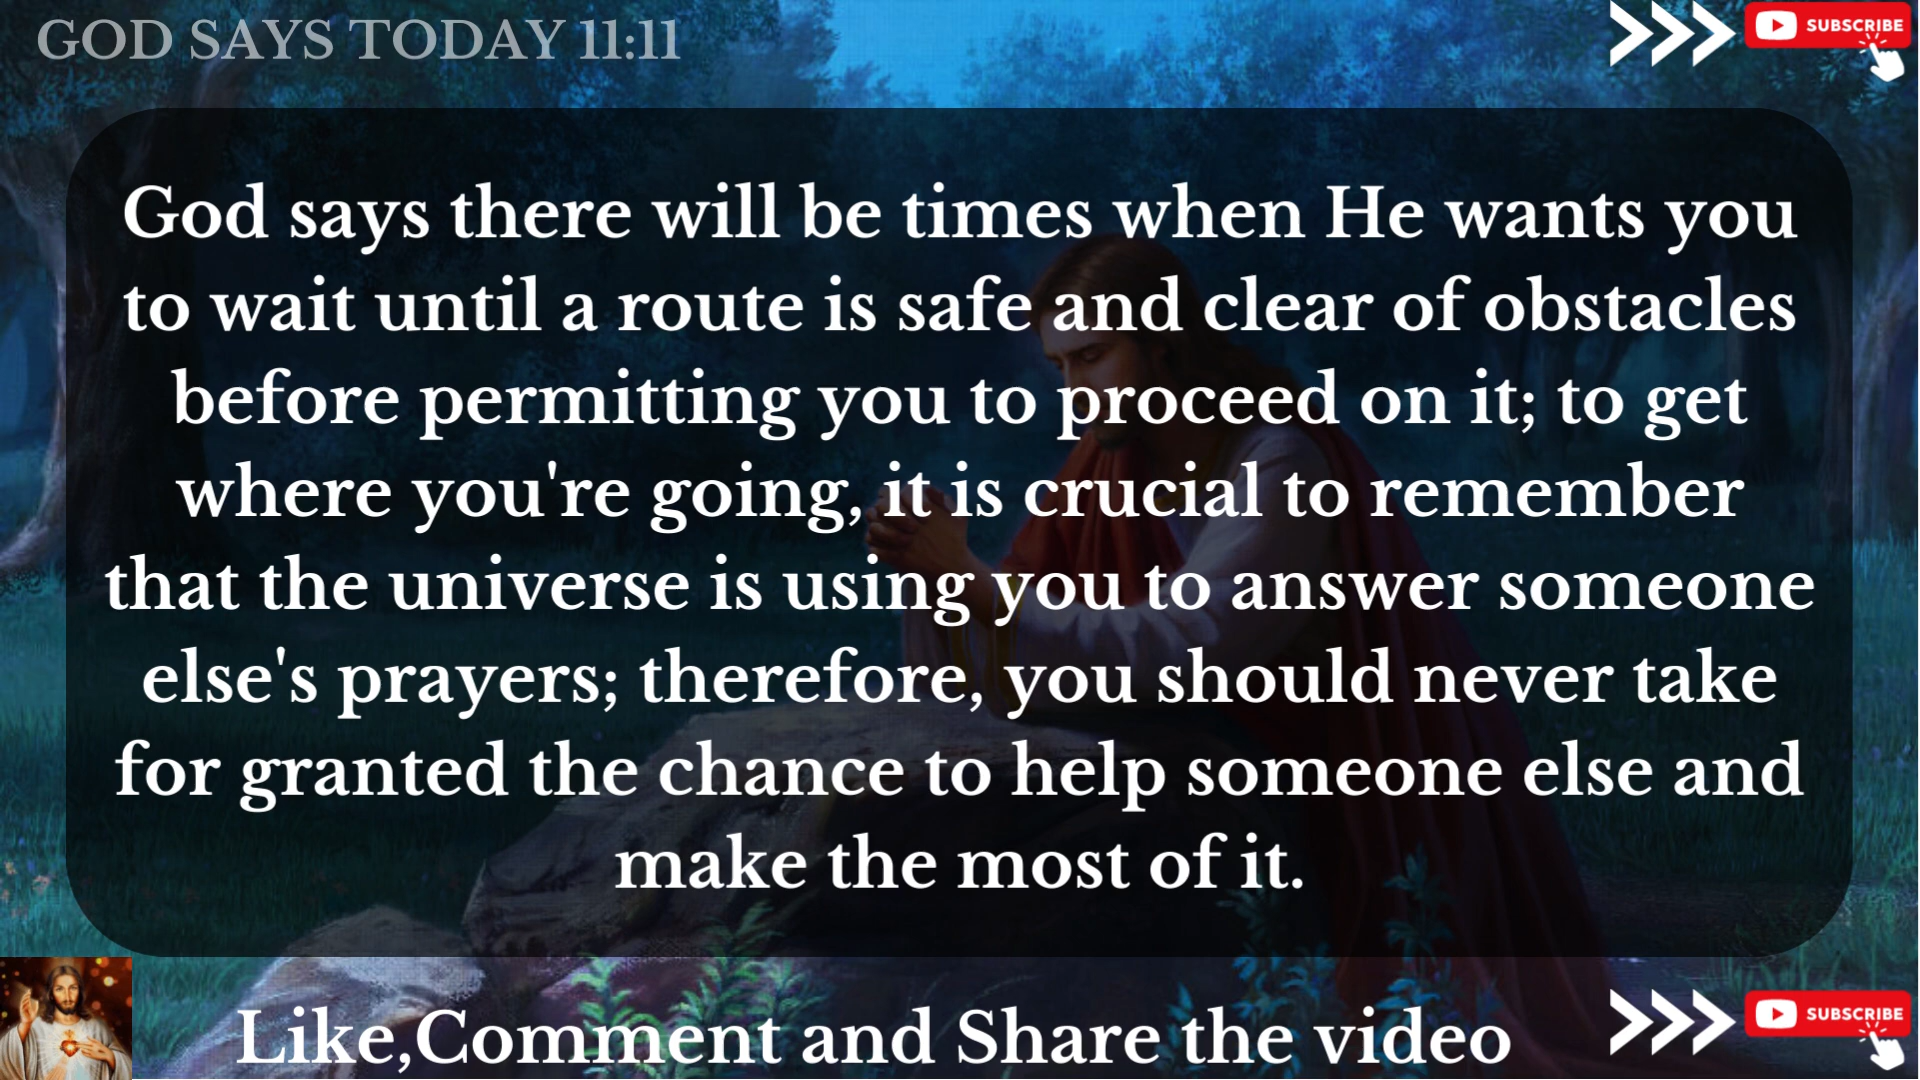 GOD SAYS TODAY 11:11
SUBSCRIBE
God says there will be times when He wants you
to wait until a route is safe and clear of obstacles
before permitting you to proceed on it; to get
where you're going, it is crucial to remember
that the universe is using you to answer someone
else's prayers; therefore, you should never take
for granted the chance to help someone else and
make the most of it.
Like,Comment and Share the video
SUBSCRIBE